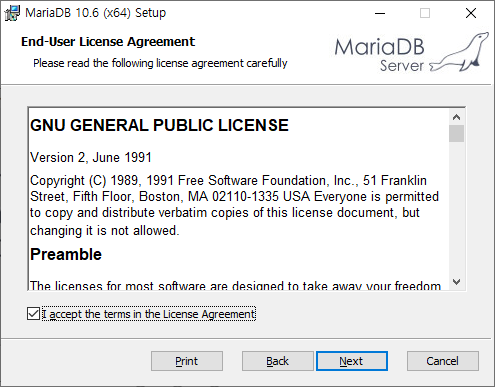 MariaDB 10.6 (x64) Setup
End-User License Agreement
Please read the following license agreement carefully
MariaDB
Server
GNU GENERAL PUBLIC LICENSE
Version 2, June 1991
Copyright (C) 1989, 1991 Free Software Foundation, Inc., 51 Franklin
Street, Fifth Floor, Boston, MA 02110-1335 USA Everyone is permitted
to copy and distribute verbatim copies of this license document, but
changing it is not allowed.
Preamble
The licenses for most software are designed to take away your freedom
I accept the terms in the License Agreement
Print
Back
Next
Cancel